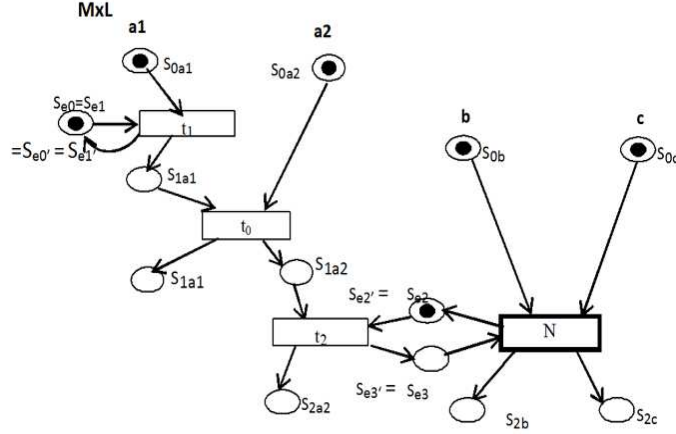 MxL
a1
a2
S0a1
S0a2
Se0=Se1
t1
=Se0' = Se1'
b
c
S0b
S0c
S1a1
t0
S1a1
S1a2
Se2' = Se2
t2
N
Se3' = Se3
S2a2
S2b
S2c